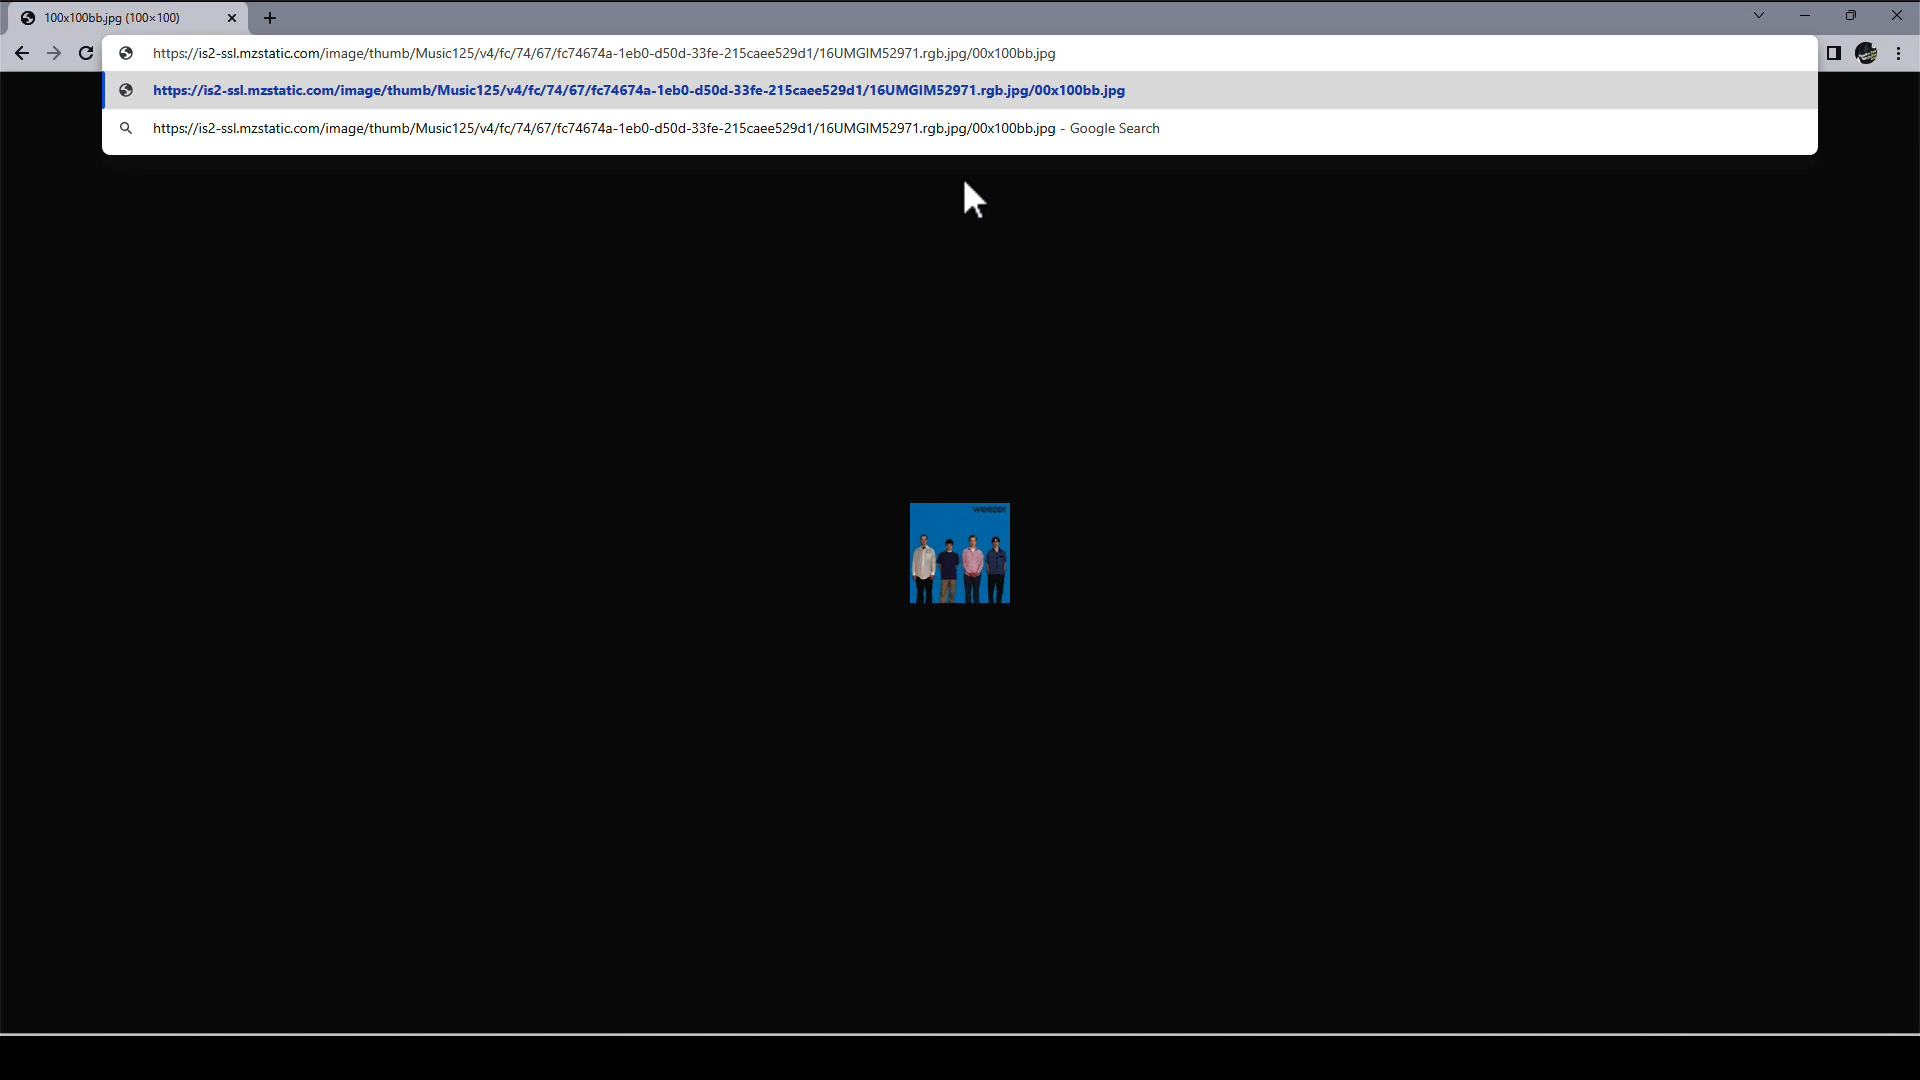 100x100bb.jpg (100×100)
https://is2-ssl.mzstatic.com/image/thumb/Music125/v4/fc/74/67/fc74674a-1eb0-d50d-33fe-215caee529d1/16UMGIM52971.rgb.jpg/00x100bb.jpg
https://is2-ssl.mzstatic.com/image/thumb/Music125/v4/fc/74/67/fc74674a-1eb0-d50d-33fe-215caee529d1/16UMGIM52971.rgb.jpg/00x100bb.jpg
https://is2-ssl.mzstatic.com/image/thumb/Music125/v4/fc/74/67/fc74674a-1eb0-d50d-33fe-215caee529d1/16UMGIM52971.rgb.jpg/00x100bb.jpg - Google Search
weezer